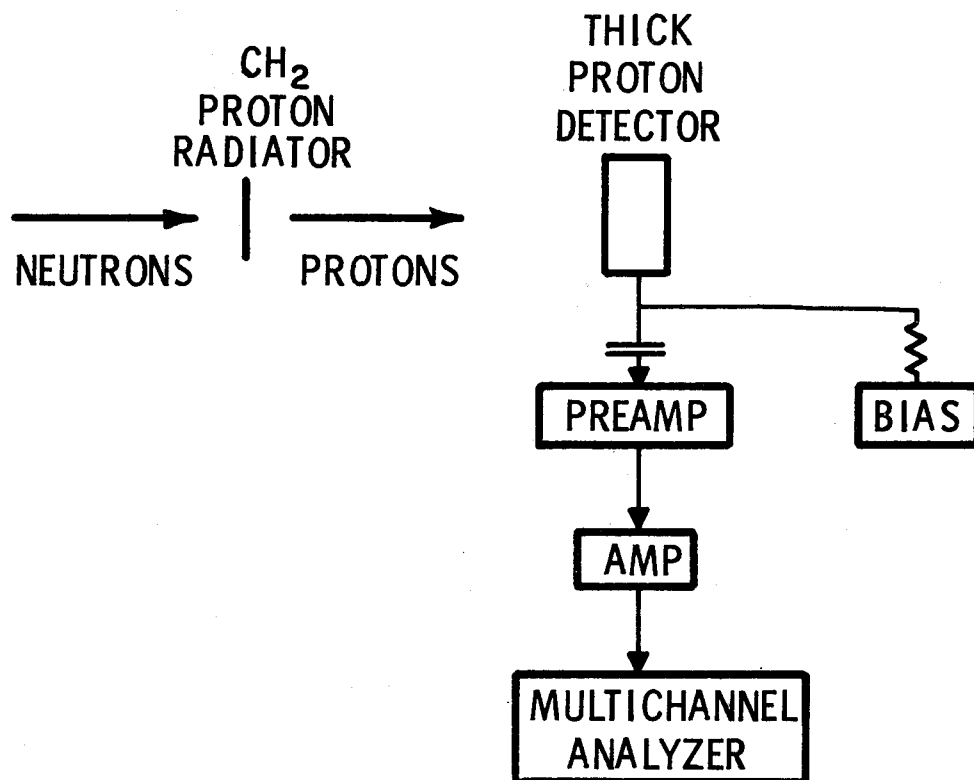 CH₂
PROTON
RADIATOR
THICK
PROTON
DETECTOR
NEUTRONS
PROTONS
PREAMP
BIAS
AMP
MULTICHANNEL
ANALYZER